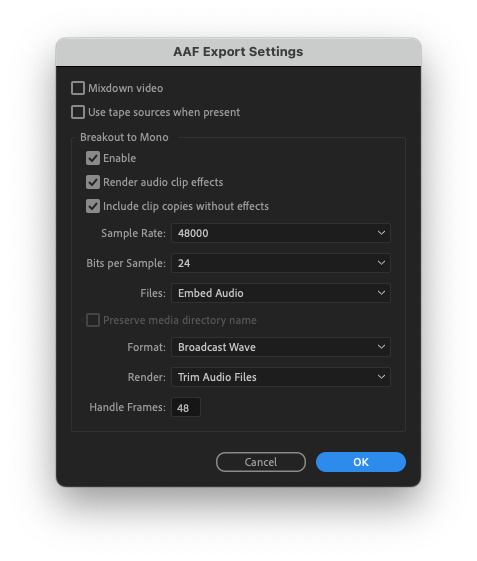 AAF Export Settings
Mixdown video
Use tape sources when present
Breakout to Mono
Enable
Render audio clip effects
Include clip copies without effects
Sample Rate: 48000
Bits per Sample: 24
Files: Embed Audio
Preserve media directory name
Format: Broadcast Wave
Render: Trim Audio Files
Handle Frames: 48
Cancel OK